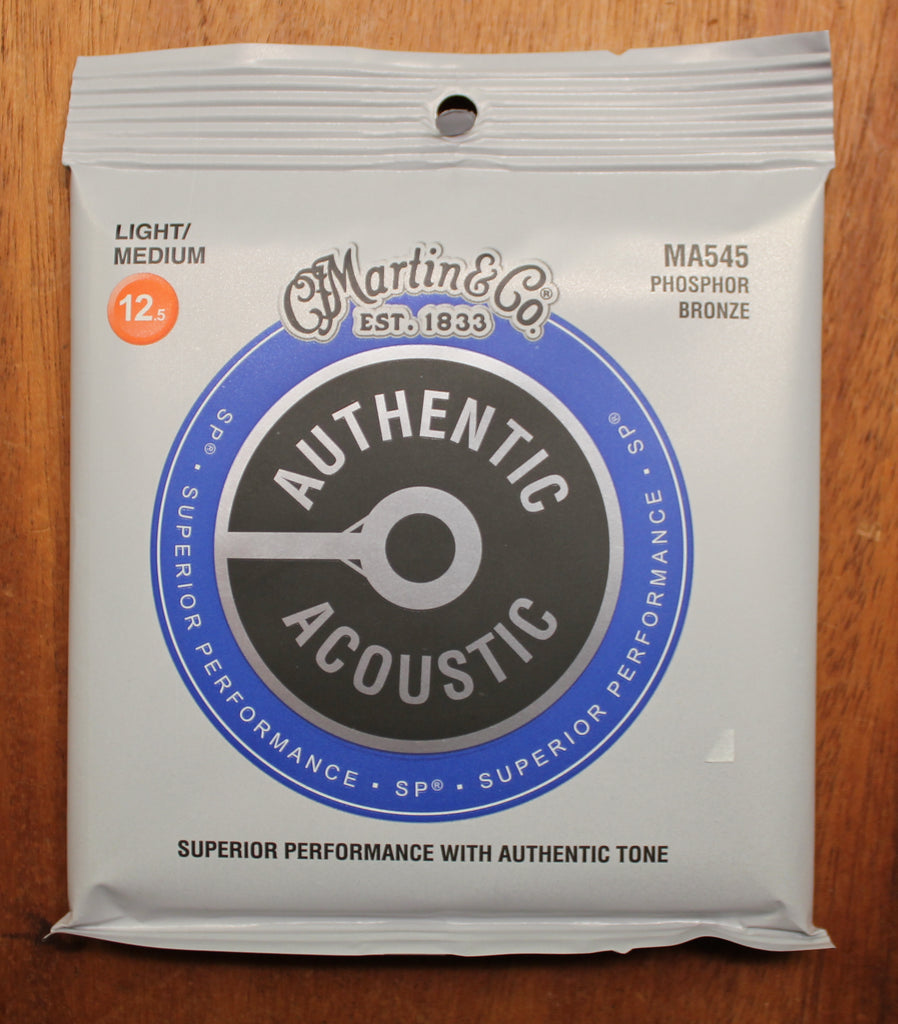 LIGHT/
MEDIUM
12.5
CF Martin & Co.®
EST. 1833
MA545
PHOSPHOR
BRONZE
AUTHENTIC
ACOUSTIC
SP® · SUPERIOR PERFORMANCE · SP® · SUPERIOR PERFORMANCE · SP®
SUPERIOR PERFORMANCE WITH AUTHENTIC TONE